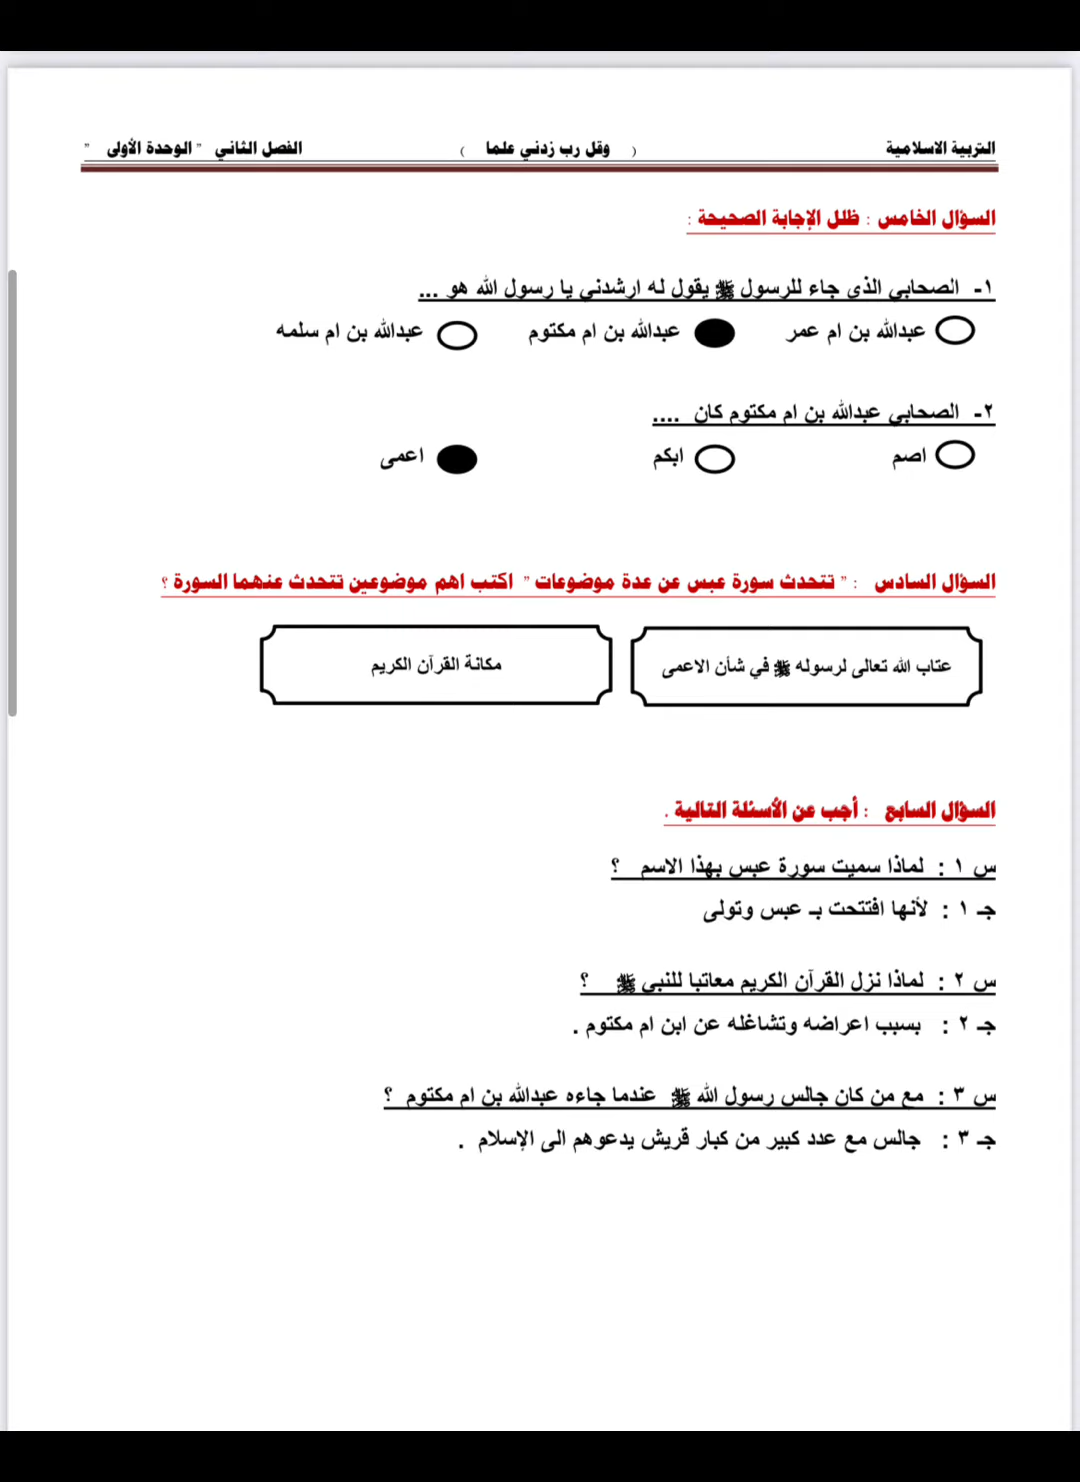 التربية الاسلامية ( وقل رب زدني علما ) الفصل الثاني " الوحدة الأولى "
السؤال الخامس : ظلل الإجابة الصحيحة :
١- الصحابي الذي جاء للرسول ﷺ يقول له ارشدني يا رسول الله هو ...
عبدالله بن ام عمر عبدالله بن ام مكتوم عبدالله بن ام سلمه
٢- الصحابي عبدالله بن ام مكتوم كان ....
اصم ابكم اعمى
السؤال السادس : " تتحدث سورة عبس عن عدة موضوعات " اكتب اهم موضوعين تتحدث عنهما السورة ؟
عتاب الله تعالى لرسوله ﷺ في شأن الاعمى مكانة القرآن الكريم
السؤال السابع : أجب عن الأسئلة التالية .
س ١ : لماذا سميت سورة عبس بهذا الاسم ؟
جـ ١ : لأنها افتتحت بـ عبس وتولى
س ٢ : لماذا نزل القرآن الكريم معاتبا للنبي ﷺ ؟
جـ ٢ : بسبب اعراضه وتشاغله عن ابن ام مكتوم .
س ٣ : مع من كان جالس رسول الله ﷺ عندما جاءه عبدالله بن ام مكتوم ؟
جـ ٣ : جالس مع عدد كبير من كبار قريش يدعوهم الى الإسلام .